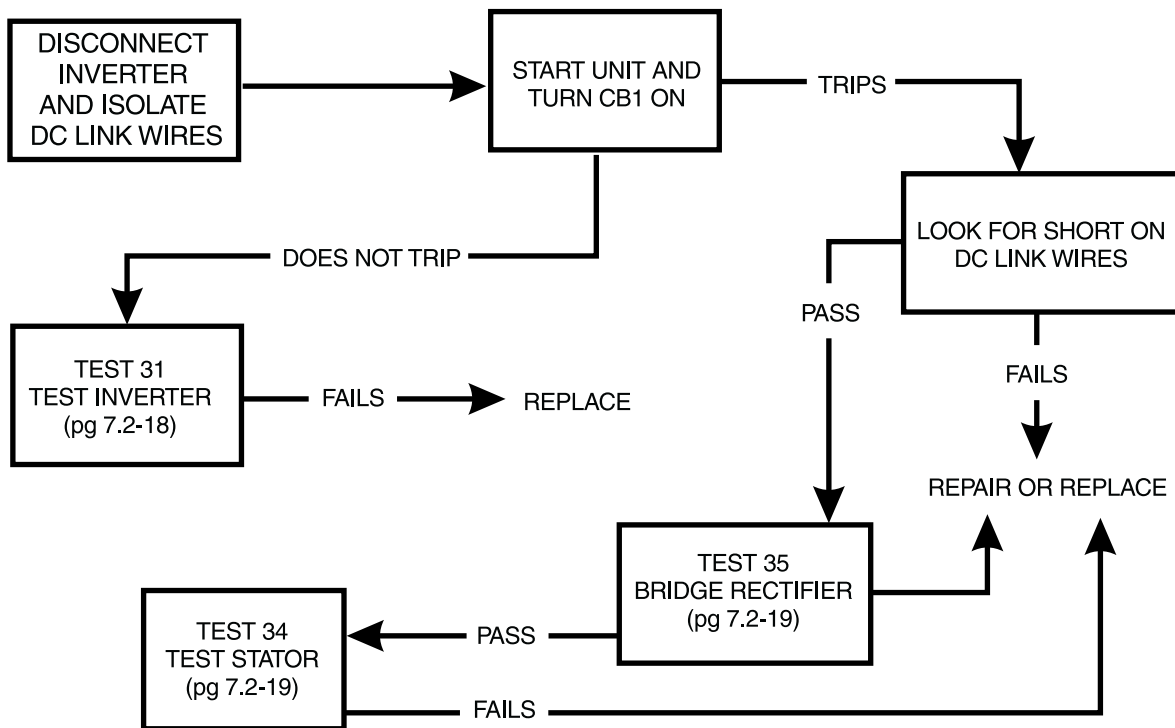 DISCONNECT
INVERTER
AND ISOLATE
DC LINK WIRES
START UNIT AND
TURN CB1 ON
TRIPS
LOOK FOR SHORT ON
DC LINK WIRES
DOES NOT TRIP
PASS
TEST 31
TEST INVERTER
(pg 7.2-18)
FAILS
REPLACE
FAILS
REPAIR OR REPLACE
TEST 35
BRIDGE RECTIFIER
(pg 7.2-19)
PASS
TEST 34
TEST STATOR
(pg 7.2-19)
FAILS